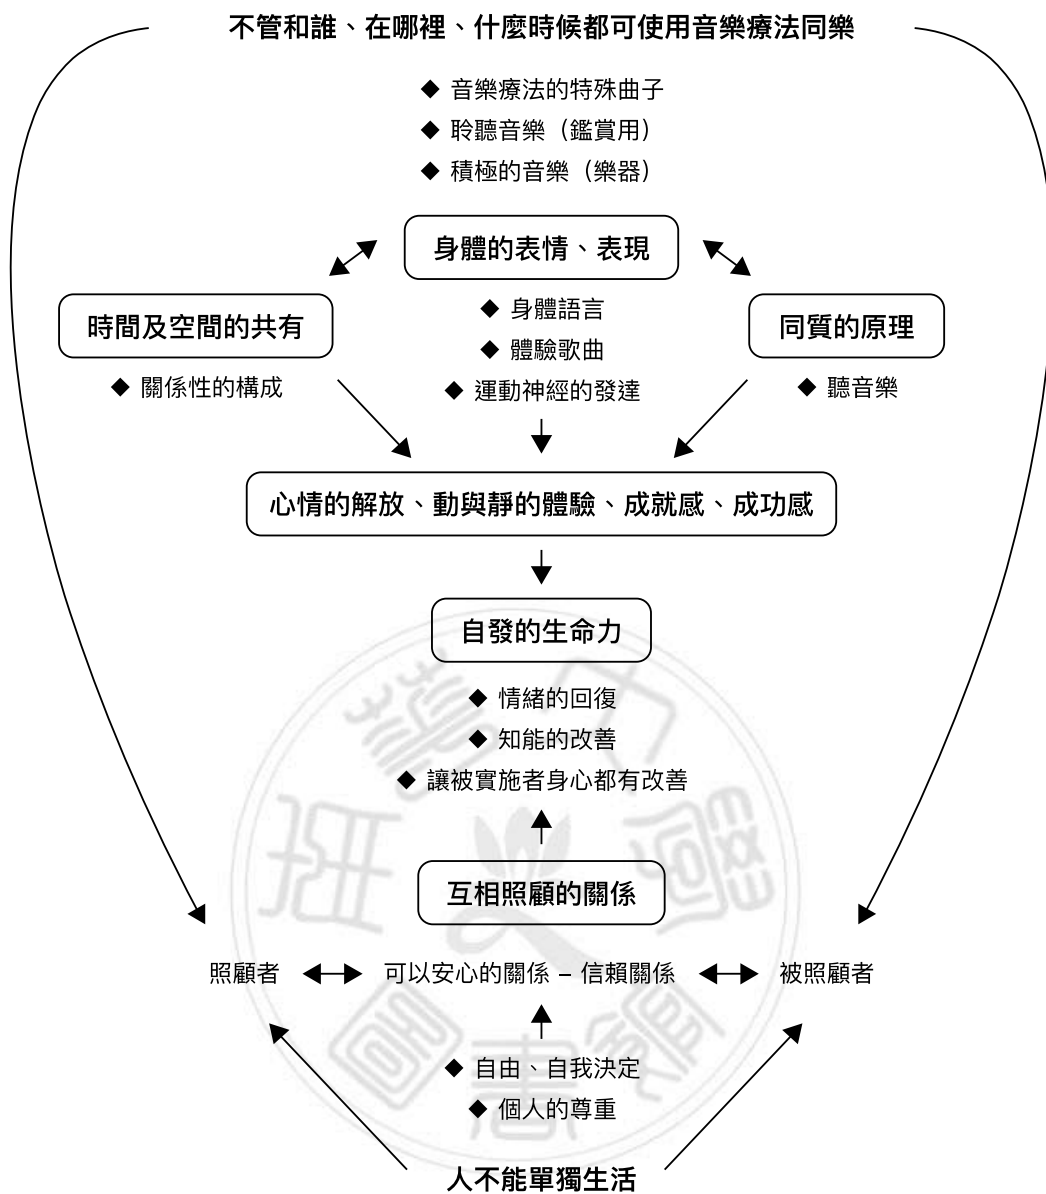 不管和誰、在哪裡、什麼時候都可使用音樂療法同樂
◆ 音樂療法的特殊曲子
◆ 聆聽音樂（鑑賞用）
◆ 積極的音樂（樂器）
身體的表情、表現
時間及空間的共有
◆ 身體語言
同質的原理
◆ 體驗歌曲
◆ 關係性的構成
◆ 運動神經的發達
◆ 聽音樂
心情的解放、動與靜的體驗、成就感、成功感
自發的生命力
◆ 情緒的回復
◆ 知能的改善
◆ 讓被實施者身心都有改善
互相照顧的關係
照顧者
可以安心的關係 – 信賴關係
被照顧者
◆ 自由、自我決定
◆ 個人的尊重
人不能單獨生活